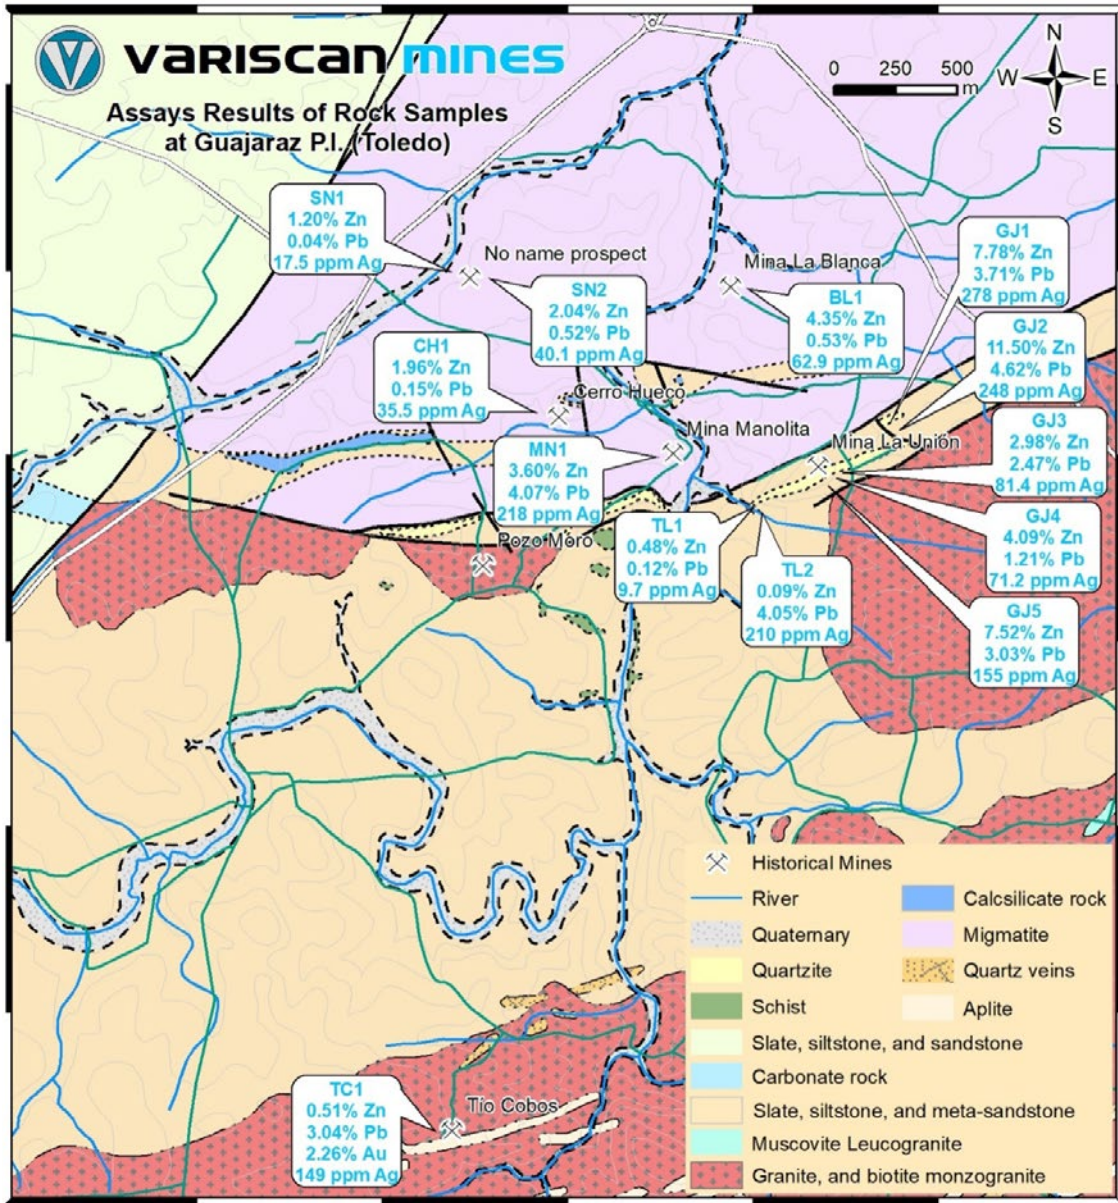 VARISCAN MINES
Assays Results of Rock Samples
at Guajaraz P.I. (Toledo)
0 250 500
m
N
W E
S
SN1
1.20% Zn
0.04% Pb
17.5 ppm Ag
No name prospect
SN2
2.04% Zn
0.52% Pb
40.1 ppm Ag
Mina La Blanca
BL1
4.35% Zn
0.53% Pb
62.9 ppm Ag
GJ1
7.78% Zn
3.71% Pb
278 ppm Ag
GJ2
11.50% Zn
4.62% Pb
248 ppm Ag
CH1
1.96% Zn
0.15% Pb
35.5 ppm Ag
Cerro Hueco
Mina Manolita
Mina La Unión
GJ3
2.98% Zn
2.47% Pb
81.4 ppm Ag
MN1
3.60% Zn
4.07% Pb
218 ppm Ag
GJ4
4.09% Zn
1.21% Pb
71.2 ppm Ag
Pozo Moro
TL1
0.48% Zn
0.12% Pb
9.7 ppm Ag
TL2
0.09% Zn
4.05% Pb
210 ppm Ag
GJ5
7.52% Zn
3.03% Pb
155 ppm Ag
TC1
0.51% Zn
3.04% Pb
2.26% Au
149 ppm Ag
Tio Cobos
Historical Mines
River
Quaternary
Quartzite
Schist
Calcsilicate rock
Migmatite
Quartz veins
Aplite
Slate, siltstone, and sandstone
Carbonate rock
Slate, siltstone, and meta-sandstone
Muscovite Leucogranite
Granite, and biotite monzogranite